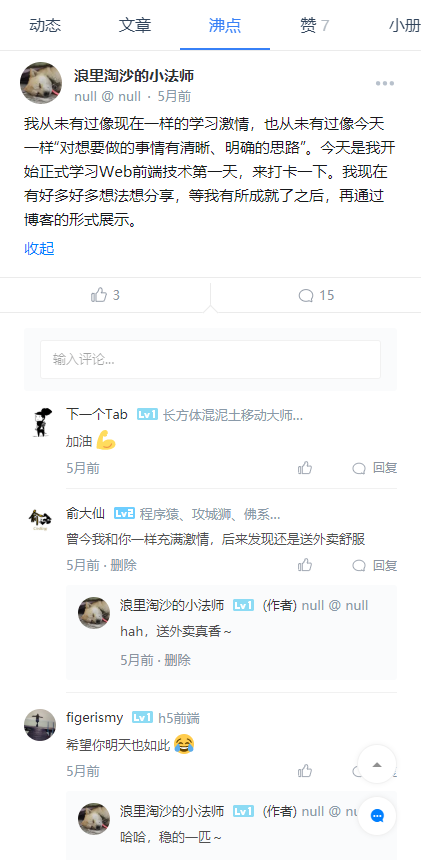 动态 文章 沸点 赞 7 小册
浪里淘沙的小法师
null @ null · 5月前
我从未有过像现在一样的学习激情，也从未有过像今天
一样“对想要做的事情有清晰、明确的思路”。今天是我开
始正式学习Web前端技术第一天，来打卡一下。我现在
有好多好多想法想分享，等我有所成就了之后，再通过
博客的形式展示。
收起
3 15
输入评论...
下一个Tab Lv1 长方体混泥土移动大师...
加油
5月前 回复
俞大仙 Lv2 程序猿、攻城狮、佛系...
曾今我和你一样充满激情，后来发现还是送外卖舒服
5月前 · 删除 回复
浪里淘沙的小法师 Lv1 (作者) null @ null
hah，送外卖真香～
5月前 · 删除
figerismy Lv1 h5前端
希望你明天也如此
5月前
浪里淘沙的小法师 Lv1 (作者) null @
哈哈，稳的一匹～